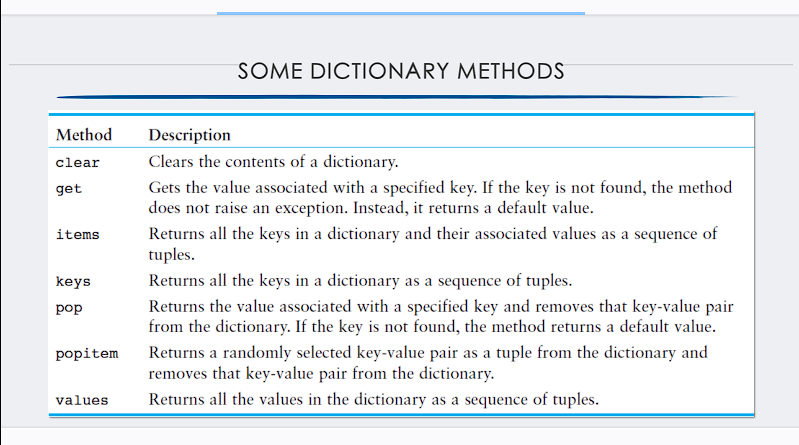 SOME DICTIONARY METHODS
Method Description
clear Clears the contents of a dictionary.
get Gets the value associated with a specified key. If the key is not found, the method
does not raise an exception. Instead, it returns a default value.
items Returns all the keys in a dictionary and their associated values as a sequence of
tuples.
keys Returns all the keys in a dictionary as a sequence of tuples.
pop Returns the value associated with a specified key and removes that key-value pair
from the dictionary. If the key is not found, the method returns a default value.
popitem Returns a randomly selected key-value pair as a tuple from the dictionary and
removes that key-value pair from the dictionary.
values Returns all the values in the dictionary as a sequence of tuples.